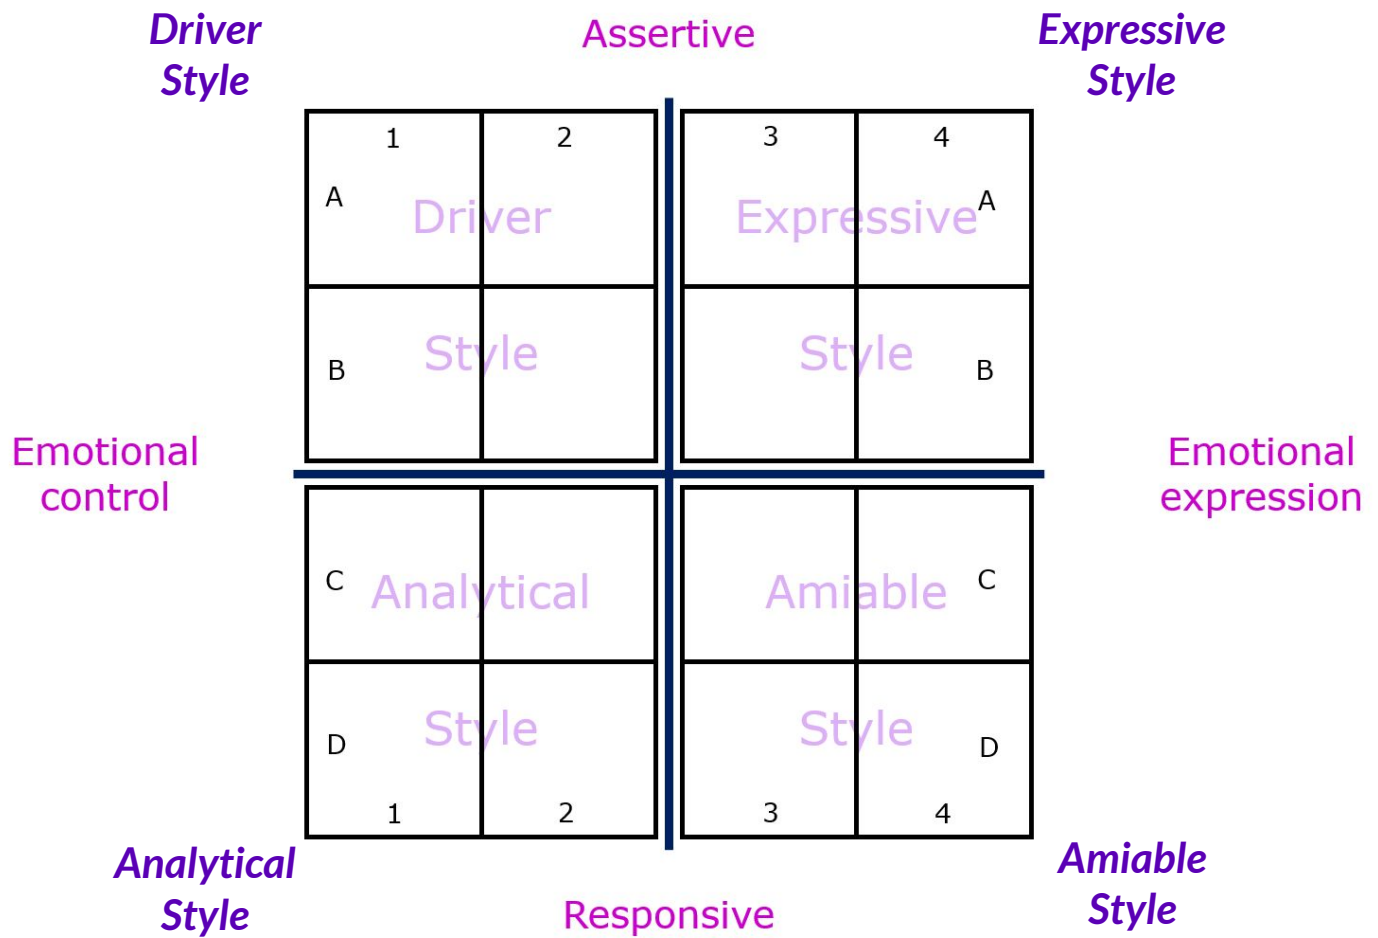 Driver
Style
Assertive
Expressive
Style
1
2
3
4
A
A
Driver
Expressive
Style
Style
B
B
Emotional
control
Emotional
expression
C
C
Analytical
Amiable
Style
Style
D
D
1
2
3
4
Analytical
Style
Responsive
Amiable
Style